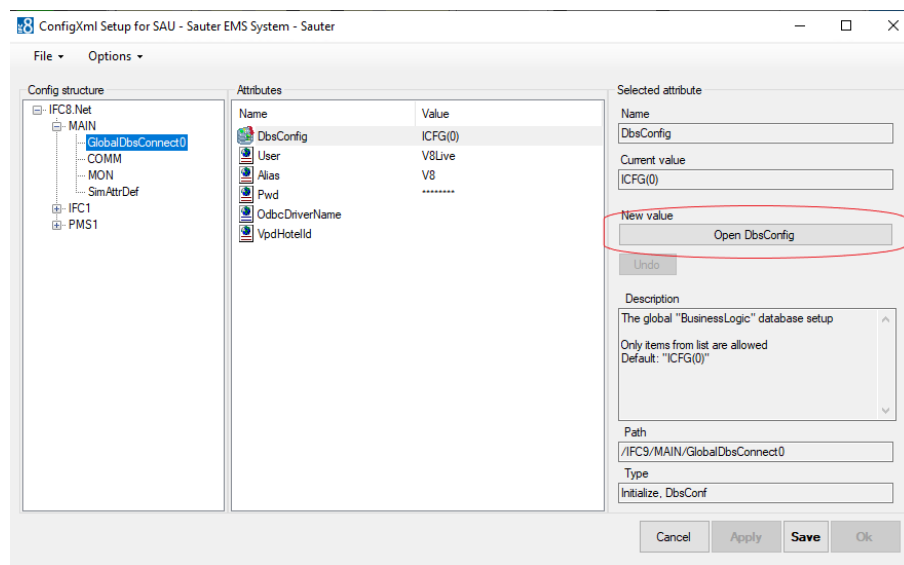 ConfigXml Setup for SAU - Sauter EMS System - Sauter
File Options
Config structure
IFC8.Net
MAIN
GlobalDbsConnect0
COMM
MON
SimAttrDef
IFC1
PMS1
Attributes
Name Value
DbsConfig ICFG(0)
User V8Live
Alias V8
Pwd ********
OdbcDriverName
VpdHotelId
Selected attribute
Name
DbsConfig
Current value
ICFG(0)
New value
Open DbsConfig
Undo
Description
The global "BusinessLogic" database setup
Only items from list are allowed
Default: "ICFG(0)"
Path
/IFC9/MAIN/GlobalDbsConnect0
Type
Initialize, DbsConf
Cancel Apply Save Ok